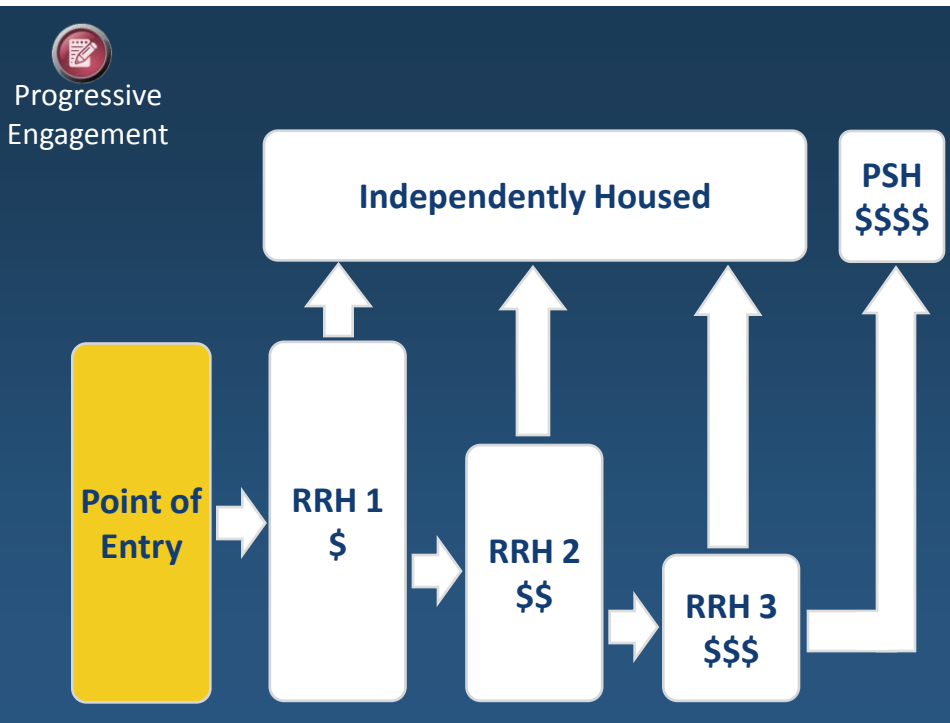 Progressive
Engagement
Independently Housed
PSH
$$$$
Point of
Entry
RRH 1
$
RRH 2
$$
RRH 3
$$$